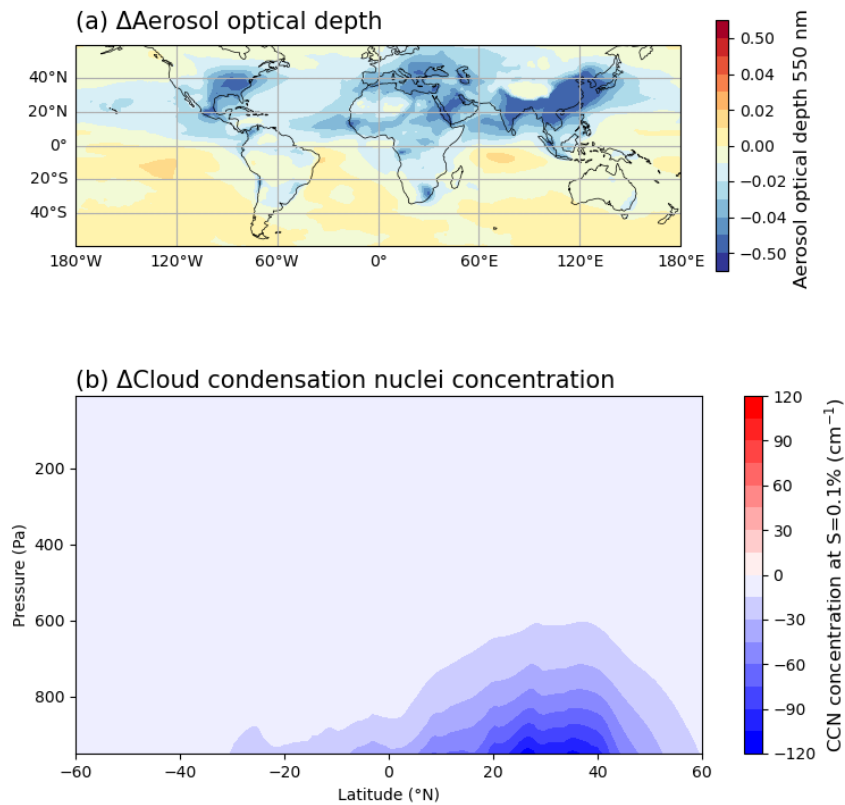 (a) ΔAerosol optical depth
40°N
20°N
0°
20°S
40°S
180°W
120°W
60°W
0°
60°E
120°E
180°E
0.50
0.04
0.02
0.00
−0.02
−0.04
−0.50
Aerosol optical depth 550 nm
(b) ΔCloud condensation nuclei concentration
200
400
600
800
Pressure (Pa)
−60
−40
−20
0
20
40
60
Latitude (°N)
120
90
60
30
0
−30
−60
−90
−120
CCN concentration at S=0.1% (cm⁻¹)